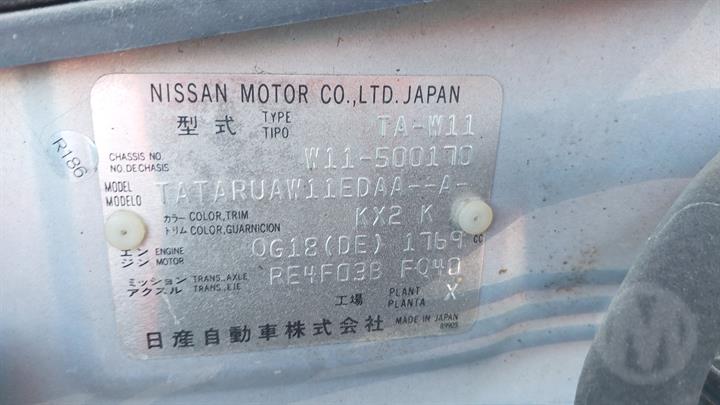 NISSAN MOTOR CO.,LTD. JAPAN
型式 TYPE TIPO TA-W11
CHASSIS NO. NO. DE CHASIS W11-500170
MODEL MODELO TATARUAW11EDAA--A-
カラー COLOR,TRIM KX2 K
トリム COLOR,GUARNICION
エンジン ENGINE MOTOR QG18(DE) 1769 CC
ミッション TRANS,AXLE RE4F03B FQ40
アクスル TRANS,EJE
工場 PLANT PLANTA X
日産自動車株式会社 MADE IN JAPAN
R186
M